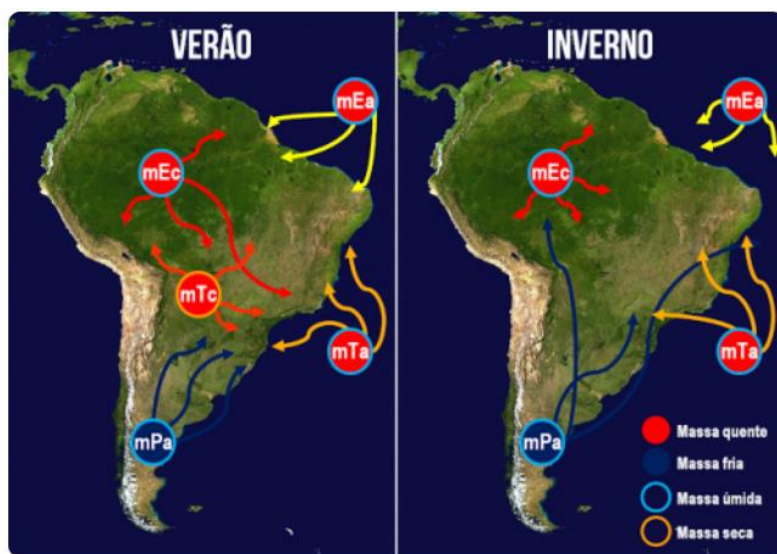 VERÃO
mEa
mEc
mTc
mTa
mPa
INVERNO
mEa
mEc
mTa
mPa
Massa quente
Massa fria
Massa úmida
Massa seca